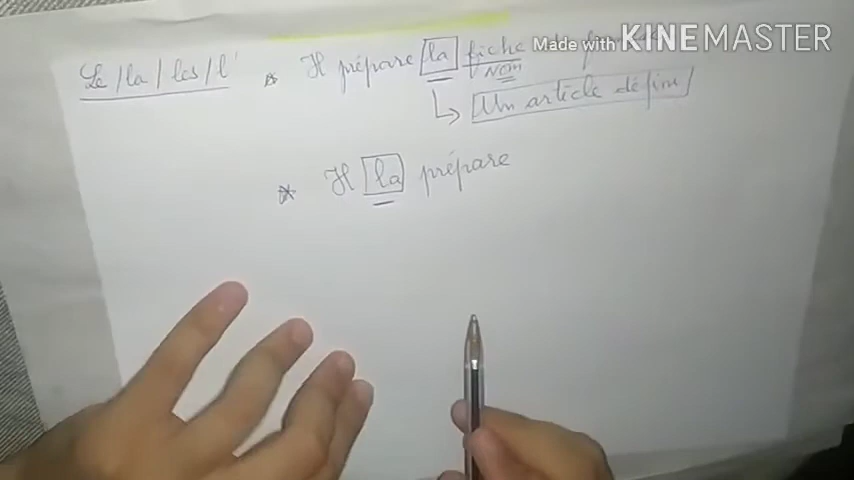 Le / la / les / l'
* Il prépare la fiche
NOM
Un article défini
* Il la prépare
Made with KINEMASTER